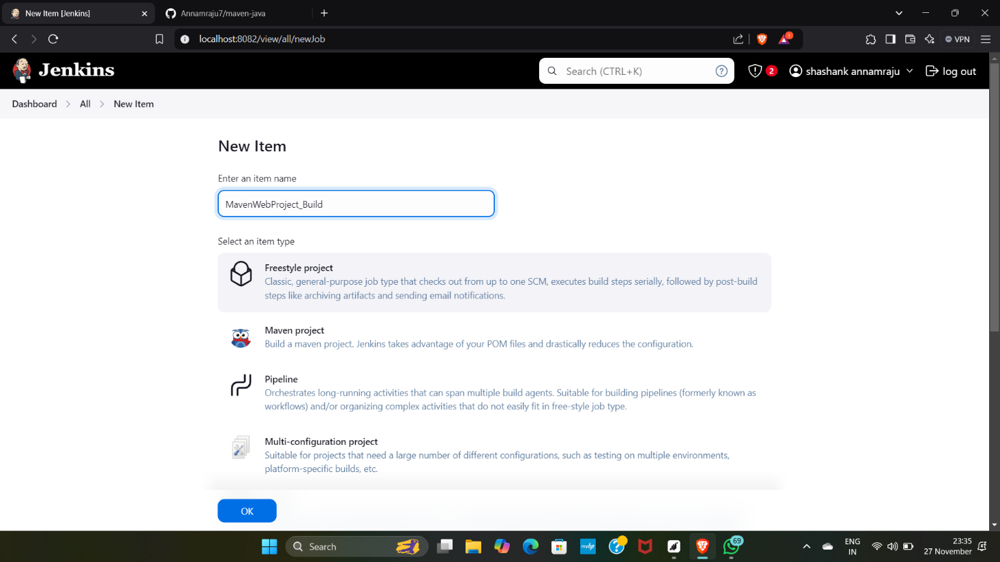 New Item [Jenkins]
Annamraju7/maven-java
localhost:8082/view/all/newJob
1
VPN
Jenkins
Search (CTRL+K)
?
2
shashank annamraju
log out
Dashboard
All
New Item
New Item
Enter an item name
MavenWebProject_Build
Select an item type
Freestyle project
Classic, general-purpose job type that checks out from up to one SCM, executes build steps serially, followed by post-build
steps like archiving artifacts and sending email notifications.
Maven project
Build a maven project. Jenkins takes advantage of your POM files and drastically reduces the configuration.
Pipeline
Orchestrates long-running activities that can span multiple build agents. Suitable for building pipelines (formerly known as
workflows) and/or organizing complex activities that do not easily fit in free-style job type.
Multi-configuration project
Suitable for projects that need a large number of different configurations, such as testing on multiple environments,
platform-specific builds, etc.
OK
Search
myhp
?
69
ENG
IN
23:35
27 November